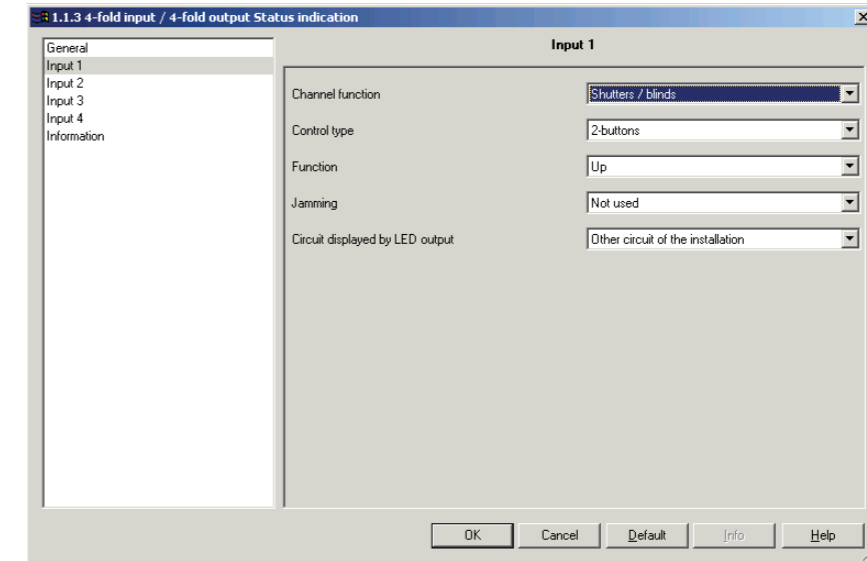 1.1.3 4-fold input / 4-fold output Status indication
General
Input 1
Input 2
Input 3
Input 4
Information
Input 1
Channel function Shutters / blinds
Control type 2-buttons
Function Up
Jamming Not used
Circuit displayed by LED output Other circuit of the installation
OK Cancel Default Info Help